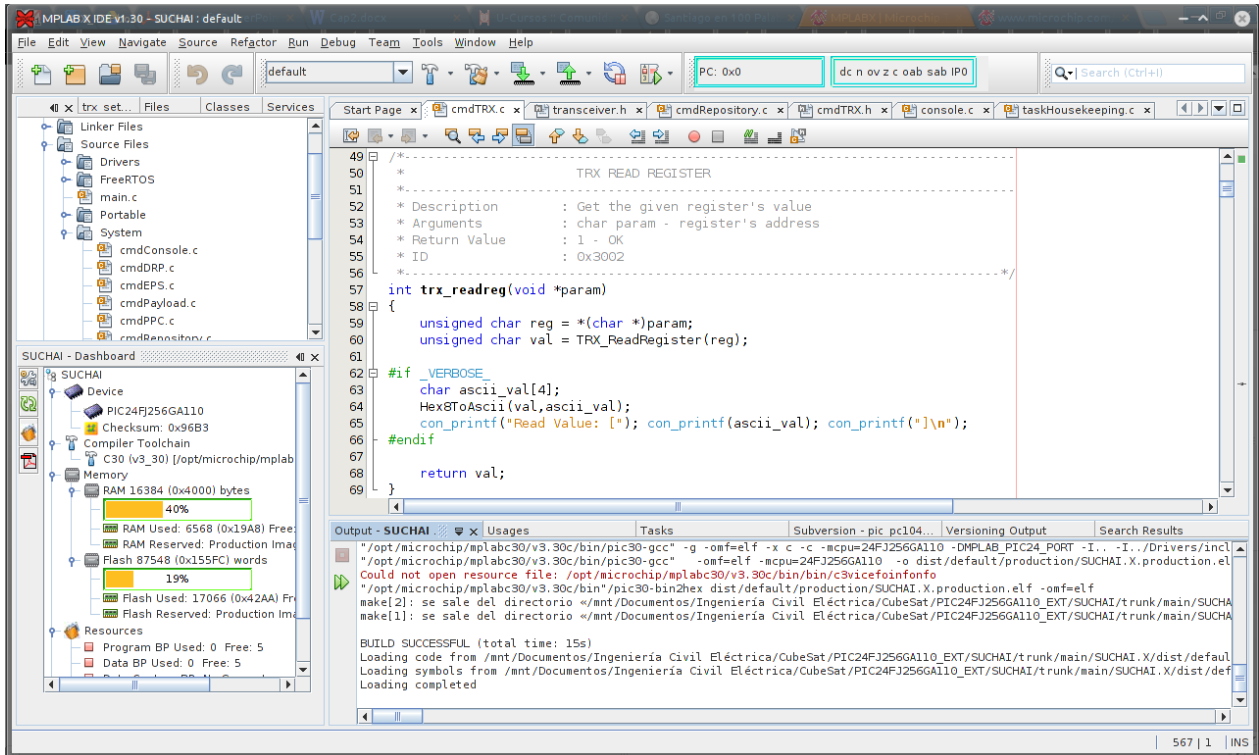 MPLAB X IDE v1.30 - SUCHAI : default
File Edit View Navigate Source Refactor Run Debug Team Tools Window Help
default PC: 0x0 dc n ov z c oab sab IP0 Search (Ctrl+I)
trx set... Files Classes Services
Linker Files
Source Files
Drivers
FreeRTOS
main.c
Portable
System
cmdConsole.c
cmdDRP.c
cmdEPS.c
cmdPayload.c
cmdPPC.c
cmdRepository.c
SUCHAI - Dashboard
SUCHAI
Device
PIC24FJ256GA110
Checksum: 0x96B3
Compiler Toolchain
C30 (v3_30) [/opt/microchip/mplab
Memory
RAM 16384 (0x4000) bytes
40%
RAM Used: 6568 (0x19A8) Free:
RAM Reserved: Production Imag
Flash 87548 (0x155FC) words
19%
Flash Used: 17066 (0x42AA) Fr
Flash Reserved: Production Ima
Resources
Program BP Used: 0 Free: 5
Data BP Used: 0 Free: 5
Start Page cmdTRX.c transceiver.h cmdRepository.c cmdTRX.h console.c taskHousekeeping.c
49 /*------------------------------------------------------------------------------
50 * TRX READ REGISTER
51 *------------------------------------------------------------------------------
52 * Description : Get the given register's value
53 * Arguments : char param - register's address
54 * Return Value : 1 - OK
55 * ID : 0x3002
56 *----------------------------------------------------------------------------*/
57 int trx_readreg(void *param)
58 {
59 unsigned char reg = *(char *)param;
60 unsigned char val = TRX_ReadRegister(reg);
61
62 #if _VERBOSE_
63 char ascii_val[4];
64 Hex8ToAscii(val,ascii_val);
65 con_printf("Read Value: ["); con_printf(ascii_val); con_printf("]\n");
66 #endif
67
68 return val;
69 }
Output - SUCHAI ... Usages Tasks Subversion - pic pc104... Versioning Output Search Results
"/opt/microchip/mplabc30/v3.30c/bin/pic30-gcc" -g -omf=elf -x c -c -mcpu=24FJ256GA110 -DMPLAB_PIC24_PORT -I.. -I../Drivers/incl
"/opt/microchip/mplabc30/v3.30c/bin/pic30-gcc" -omf=elf -mcpu=24FJ256GA110 -o dist/default/production/SUCHAI.X.production.el
Could not open resource file: /opt/microchip/mplabc30/v3.30c/bin/bin/c3vicefoinfonfo
"/opt/microchip/mplabc30/v3.30c/bin"/pic30-bin2hex dist/default/production/SUCHAI.X.production.elf -omf=elf
make[2]: se sale del directorio «/mnt/Documentos/Ingeniería Civil Eléctrica/CubeSat/PIC24FJ256GA110_EXT/SUCHAI/trunk/main/SUCHA
make[1]: se sale del directorio «/mnt/Documentos/Ingeniería Civil Eléctrica/CubeSat/PIC24FJ256GA110_EXT/SUCHAI/trunk/main/SUCHA
BUILD SUCCESSFUL (total time: 15s)
Loading code from /mnt/Documentos/Ingeniería Civil Eléctrica/CubeSat/PIC24FJ256GA110_EXT/SUCHAI/trunk/main/SUCHAI.X/dist/defaul
Loading symbols from /mnt/Documentos/Ingeniería Civil Eléctrica/CubeSat/PIC24FJ256GA110_EXT/SUCHAI/trunk/main/SUCHAI.X/dist/def
Loading completed
567 | 1 INS